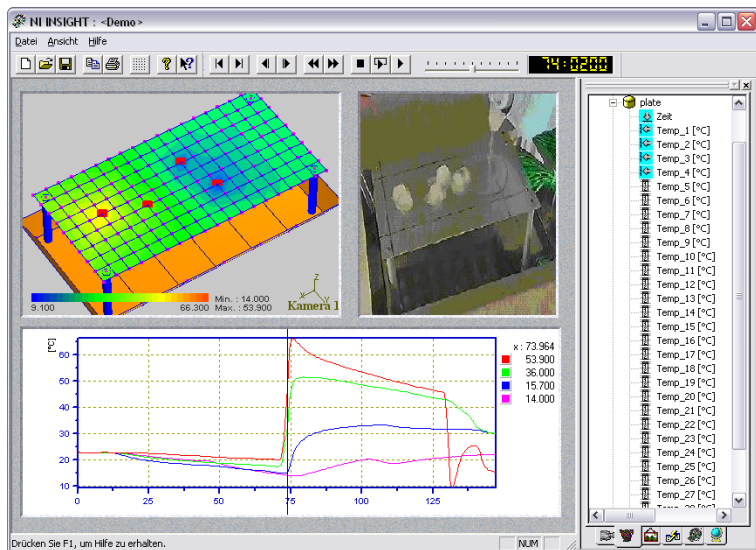 NI INSIGHT : <Demo>
Datei Ansicht Hilfe
74:0200
Min. : 14.000
Max. : 53.900
9.100
66.300
Z
Y
X
Kamera 1
[°C]
60
50
40
30
20
10
0
25
50
75
100
125
x : 73.964
53.900
36.000
15.700
14.000
plate
Zeit
Temp_1 [°C]
Temp_2 [°C]
Temp_3 [°C]
Temp_4 [°C]
Temp_5 [°C]
Temp_6 [°C]
Temp_7 [°C]
Temp_8 [°C]
Temp_9 [°C]
Temp_10 [°C]
Temp_11 [°C]
Temp_12 [°C]
Temp_13 [°C]
Temp_14 [°C]
Temp_15 [°C]
Temp_16 [°C]
Temp_17 [°C]
Temp_18 [°C]
Temp_19 [°C]
Temp_20 [°C]
Temp_21 [°C]
Temp_22 [°C]
Temp_23 [°C]
Temp_24 [°C]
Temp_25 [°C]
Temp_26 [°C]
Temp_27 [°C]
Drücken Sie F1, um Hilfe zu erhalten.
NUM